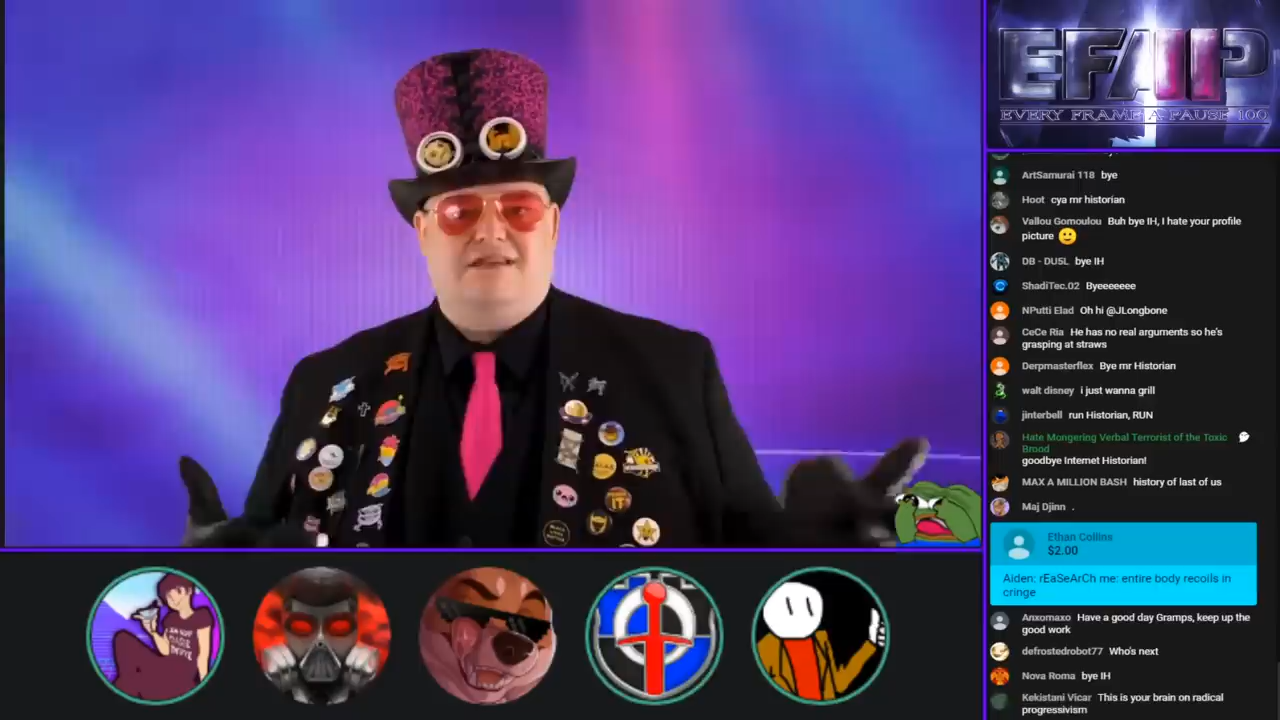 EFAP
EVERY FRAME A PAUSE 100
ArtSamurai 118 bye
Hoot cya mr historian
Vallou Gomoulou Buh bye IH, I hate your profile
picture
DB - DU5L bye IH
ShadiTec.02 Byeeeeeee
NPutti Elad Oh hi @JLongbone
CeCe Ria He has no real arguments so he's
grasping at straws
Derpmasterflex Bye mr Historian
walt disney i just wanna grill
jinterbell run Historian, RUN
Hate Mongering Verbal Terrorist of the Toxic
Brood
goodbye Internet Historian!
MAX A MILLION BASH history of last of us
Maj Djinn .
Ethan Collins
$2.00
Aiden: rEaSeArCh me: entire body recoils in
cringe
Anxomaxo Have a good day Gramps, keep up the
good work
defrostedrobot77 Who's next
Nova Roma bye IH
Kekistani Vicar This is your brain on radical
progressivism
I AM NOT